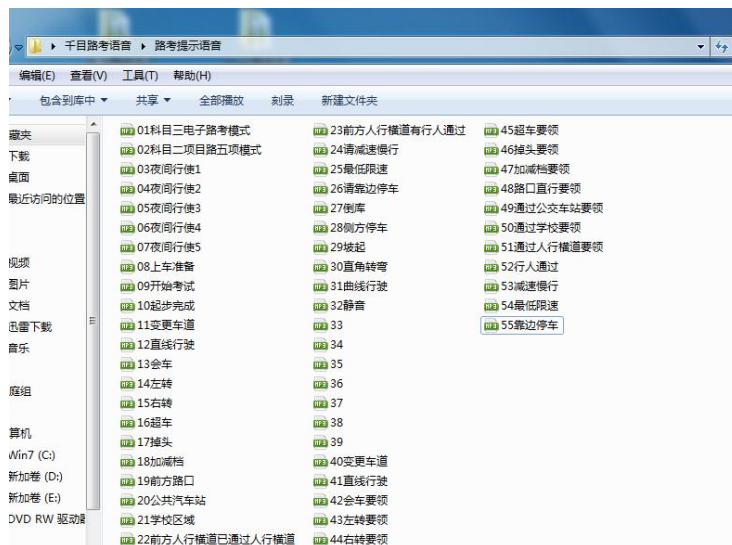 千目路考语音 ▸ 路考提示语音
编辑(E) 查看(V) 工具(T) 帮助(H)
包含到库中 共享 全部播放 刻录 新建文件夹
藏夹
下载
桌面
最近访问的位置
视频
图片
文档
迅雷下载
音乐
庭组
算机
Win7 (C:)
新加卷 (D:)
新加卷 (E:)
DVD RW 驱动
01科目三电子路考模式
02科目二项目路五项模式
03夜间行使1
04夜间行使2
05夜间行使3
06夜间行使4
07夜间行使5
08上车准备
09开始考试
10起步完成
11变更车道
12直线行驶
13会车
14左转
15右转
16超车
17掉头
18加减档
19前方路口
20公共汽车站
21学校区域
22前方人行横道已通过人行横道
23前方人行横道有行人通过
24请减速慢行
25最低限速
26请靠边停车
27倒库
28侧方停车
29坡起
30直角转弯
31曲线行驶
32静音
33
34
35
36
37
38
39
40变更车道
41直线行驶
42会车要领
43左转要领
44右转要领
45超车要领
46掉头要领
47加减档要领
48路口直行要领
49通过公交车站要领
50通过学校要领
51通过人行横道要领
52行人通过
53减速慢行
54最低限速
55靠边停车